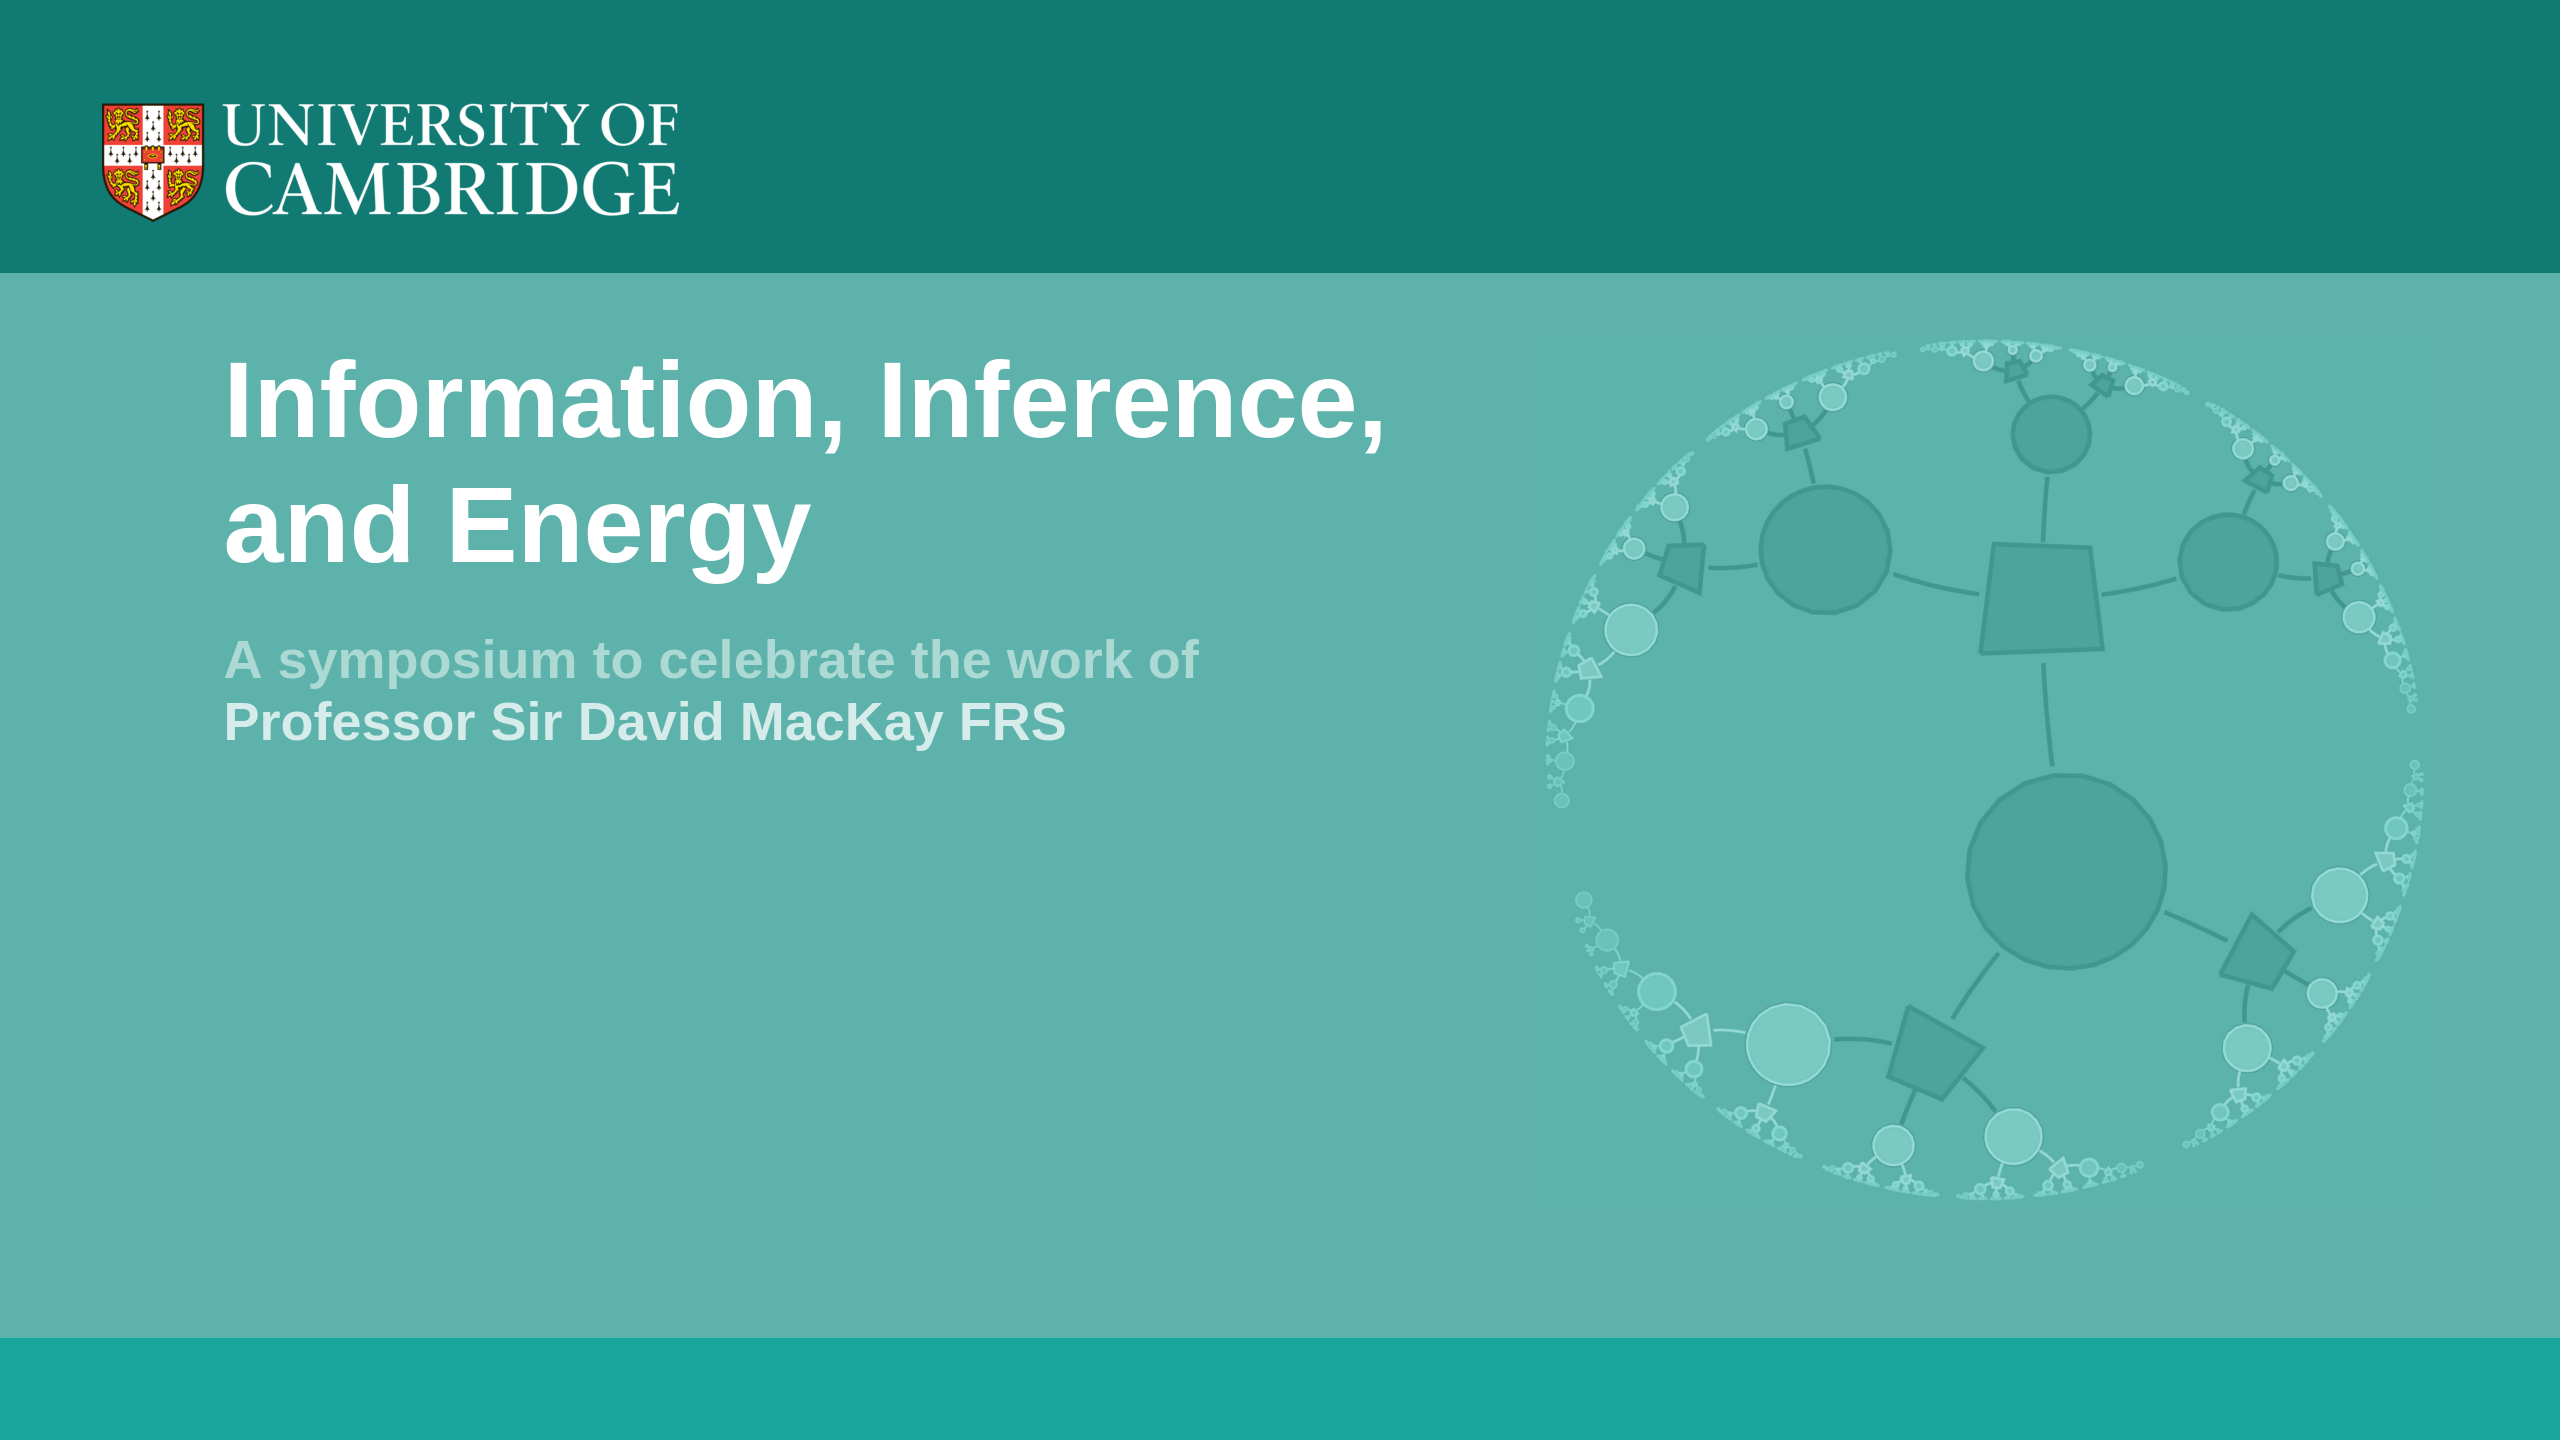 UNIVERSITY OF
CAMBRIDGE
Information, Inference,
and Energy
A symposium to celebrate the work of
Professor Sir David MacKay FRS